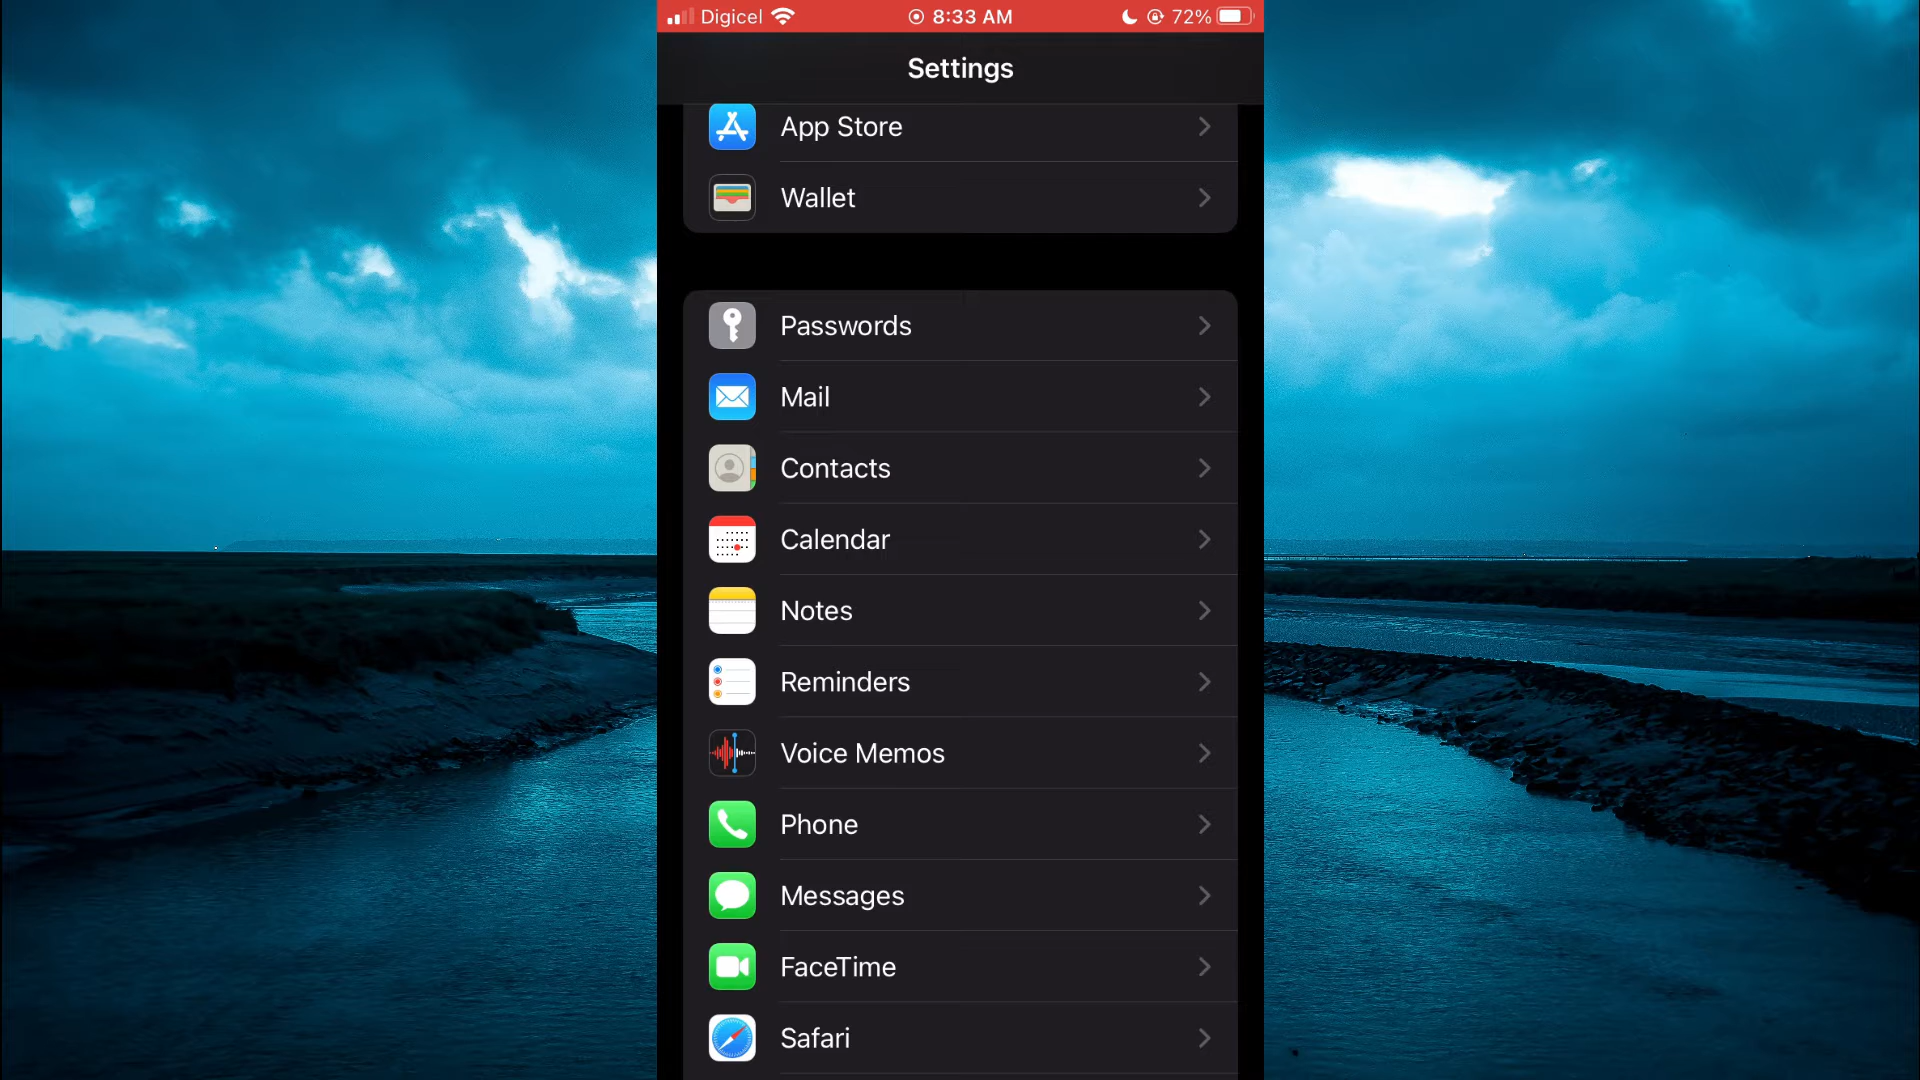 Digicel 8:33 AM 72%
Settings
App Store
Wallet
Passwords
Mail
Contacts
Calendar
Notes
Reminders
Voice Memos
Phone
Messages
FaceTime
Safari